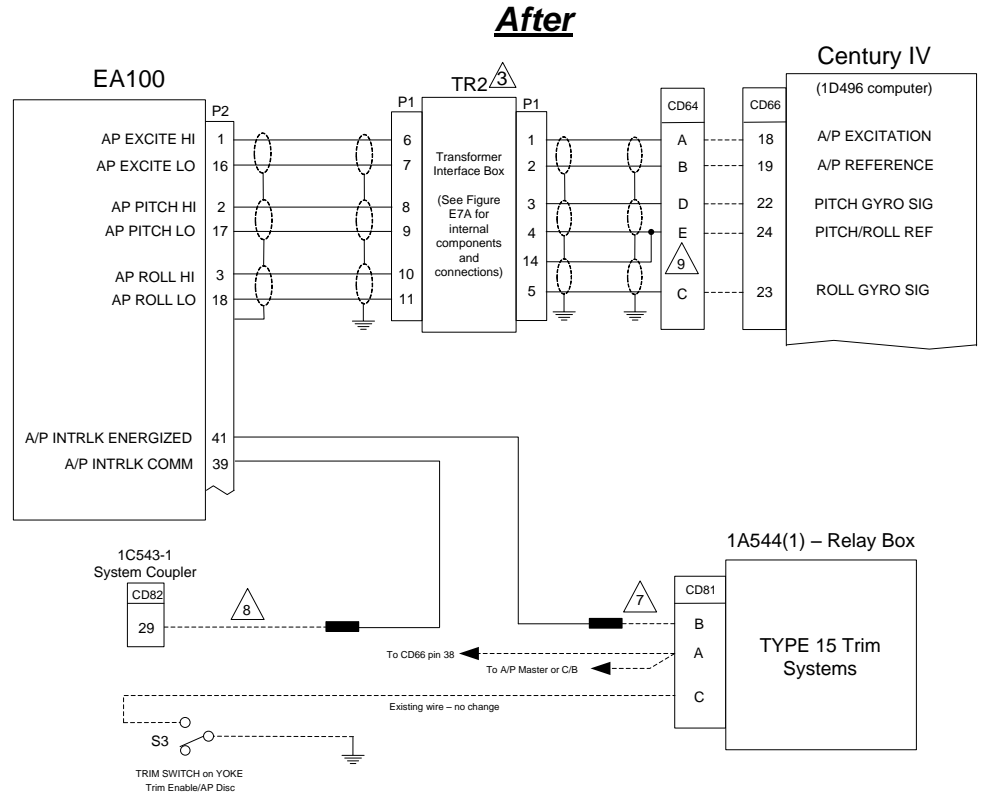 After
EA100
P2
AP EXCITE HI 1
AP EXCITE LO 16
AP PITCH HI 2
AP PITCH LO 17
AP ROLL HI 3
AP ROLL LO 18
A/P INTRLK ENERGIZED 41
A/P INTRLK COMM 39
TR2 3
P1
6
7
8
9
10
11
Transformer
Interface Box
(See Figure
E7A for
internal
components
and
connections)
P1
1
2
3
4
14
5
CD64
A
B
D
E
9
C
Century IV
(1D496 computer)
CD66
18 A/P EXCITATION
19 A/P REFERENCE
22 PITCH GYRO SIG
24 PITCH/ROLL REF
23 ROLL GYRO SIG
1C543-1
System Coupler
CD82
29
8
1A544(1) – Relay Box
CD81
7
B
A
C
TYPE 15 Trim
Systems
To CD66 pin 38
To A/P Master or C/B
Existing wire – no change
S3
TRIM SWITCH on YOKE
Trim Enable/AP Disc